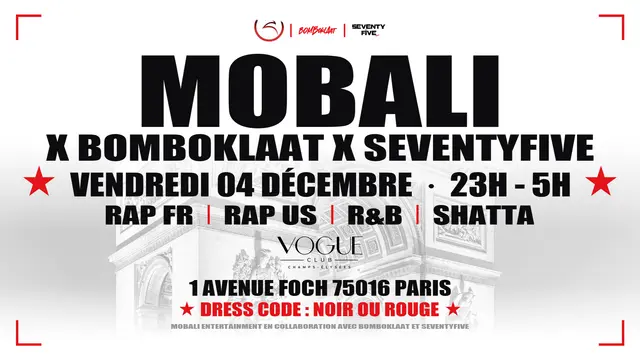 BOMBOKLAAT
SEVENTY
FIVE
MOBALI
X BOMBOKLAAT X SEVENTYFIVE
VENDREDI 04 DÉCEMBRE · 23H - 5H
RAP FR | RAP US | R&B | SHATTA
VOGUE
CLUB
CHAMPS-ÉLYSÉES
1 AVENUE FOCH 75016 PARIS
DRESS CODE : NOIR OU ROUGE
MOBALI ENTERTAINMENT EN COLLABORATION AVEC BOMBOKLAAT ET SEVENTYFIVE